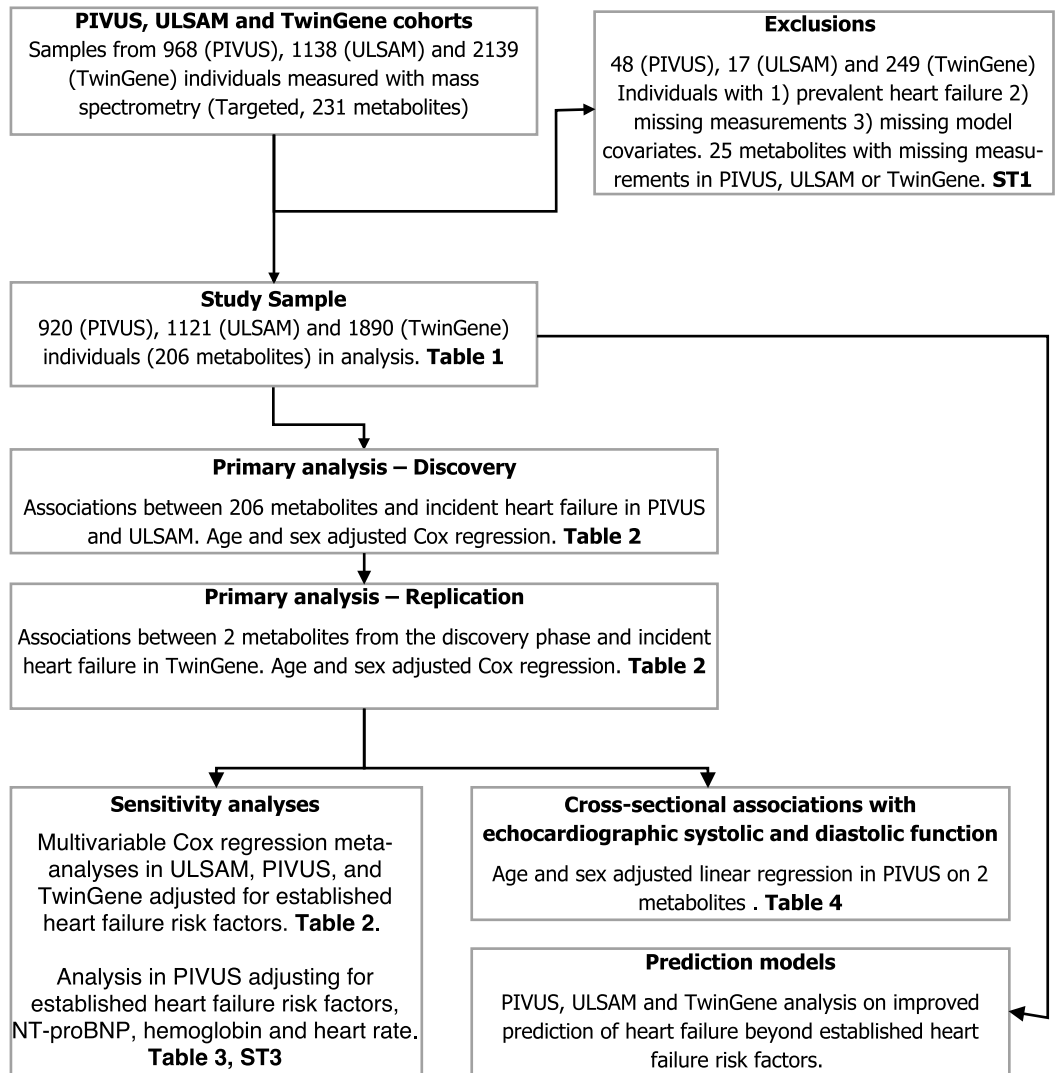 PIVUS, ULSAM and TwinGene cohorts
Samples from 968 (PIVUS), 1138 (ULSAM) and 2139
(TwinGene) individuals measured with mass
spectrometry (Targeted, 231 metabolites)
Exclusions
48 (PIVUS), 17 (ULSAM) and 249 (TwinGene)
Individuals with 1) prevalent heart failure 2)
missing measurements 3) missing model
covariates. 25 metabolites with missing measu-
rements in PIVUS, ULSAM or TwinGene. ST1
Study Sample
920 (PIVUS), 1121 (ULSAM) and 1890 (TwinGene)
individuals (206 metabolites) in analysis. Table 1
Primary analysis – Discovery
Associations between 206 metabolites and incident heart failure in PIVUS
and ULSAM. Age and sex adjusted Cox regression. Table 2
Primary analysis – Replication
Associations between 2 metabolites from the discovery phase and incident
heart failure in TwinGene. Age and sex adjusted Cox regression. Table 2
Sensitivity analyses
Multivariable Cox regression meta-
analyses in ULSAM, PIVUS, and
TwinGene adjusted for established
heart failure risk factors. Table 2.
Analysis in PIVUS adjusting for
established heart failure risk factors,
NT-proBNP, hemoglobin and heart rate.
Table 3, ST3
Cross-sectional associations with
echocardiographic systolic and diastolic function
Age and sex adjusted linear regression in PIVUS on 2
metabolites . Table 4
Prediction models
PIVUS, ULSAM and TwinGene analysis on improved
prediction of heart failure beyond established heart
failure risk factors.